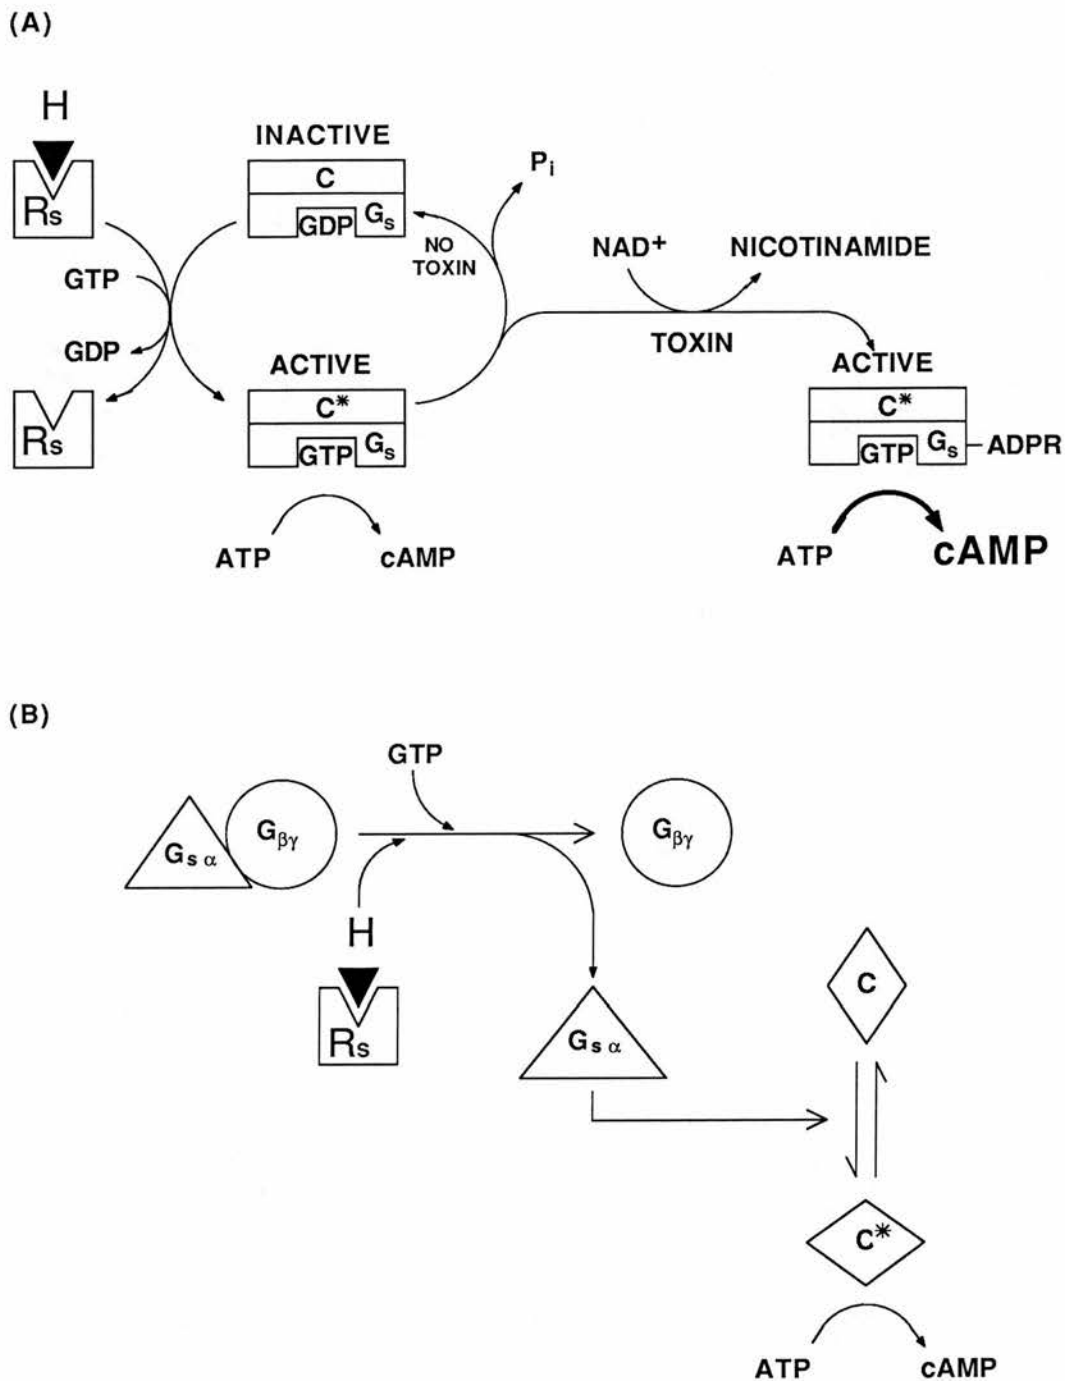 (A)
H
Rs
GTP
GDP
Rs
INACTIVE
C
GDP Gs
NO
TOXIN
Pi
ACTIVE
C*
GTP Gs
ATP cAMP
NAD+ NICOTINAMIDE
TOXIN
ACTIVE
C*
GTP Gs ADPR
ATP cAMP
(B)
GTP
Gs α Gβγ
Gβγ
H
Rs
Gs α
C
C*
ATP cAMP